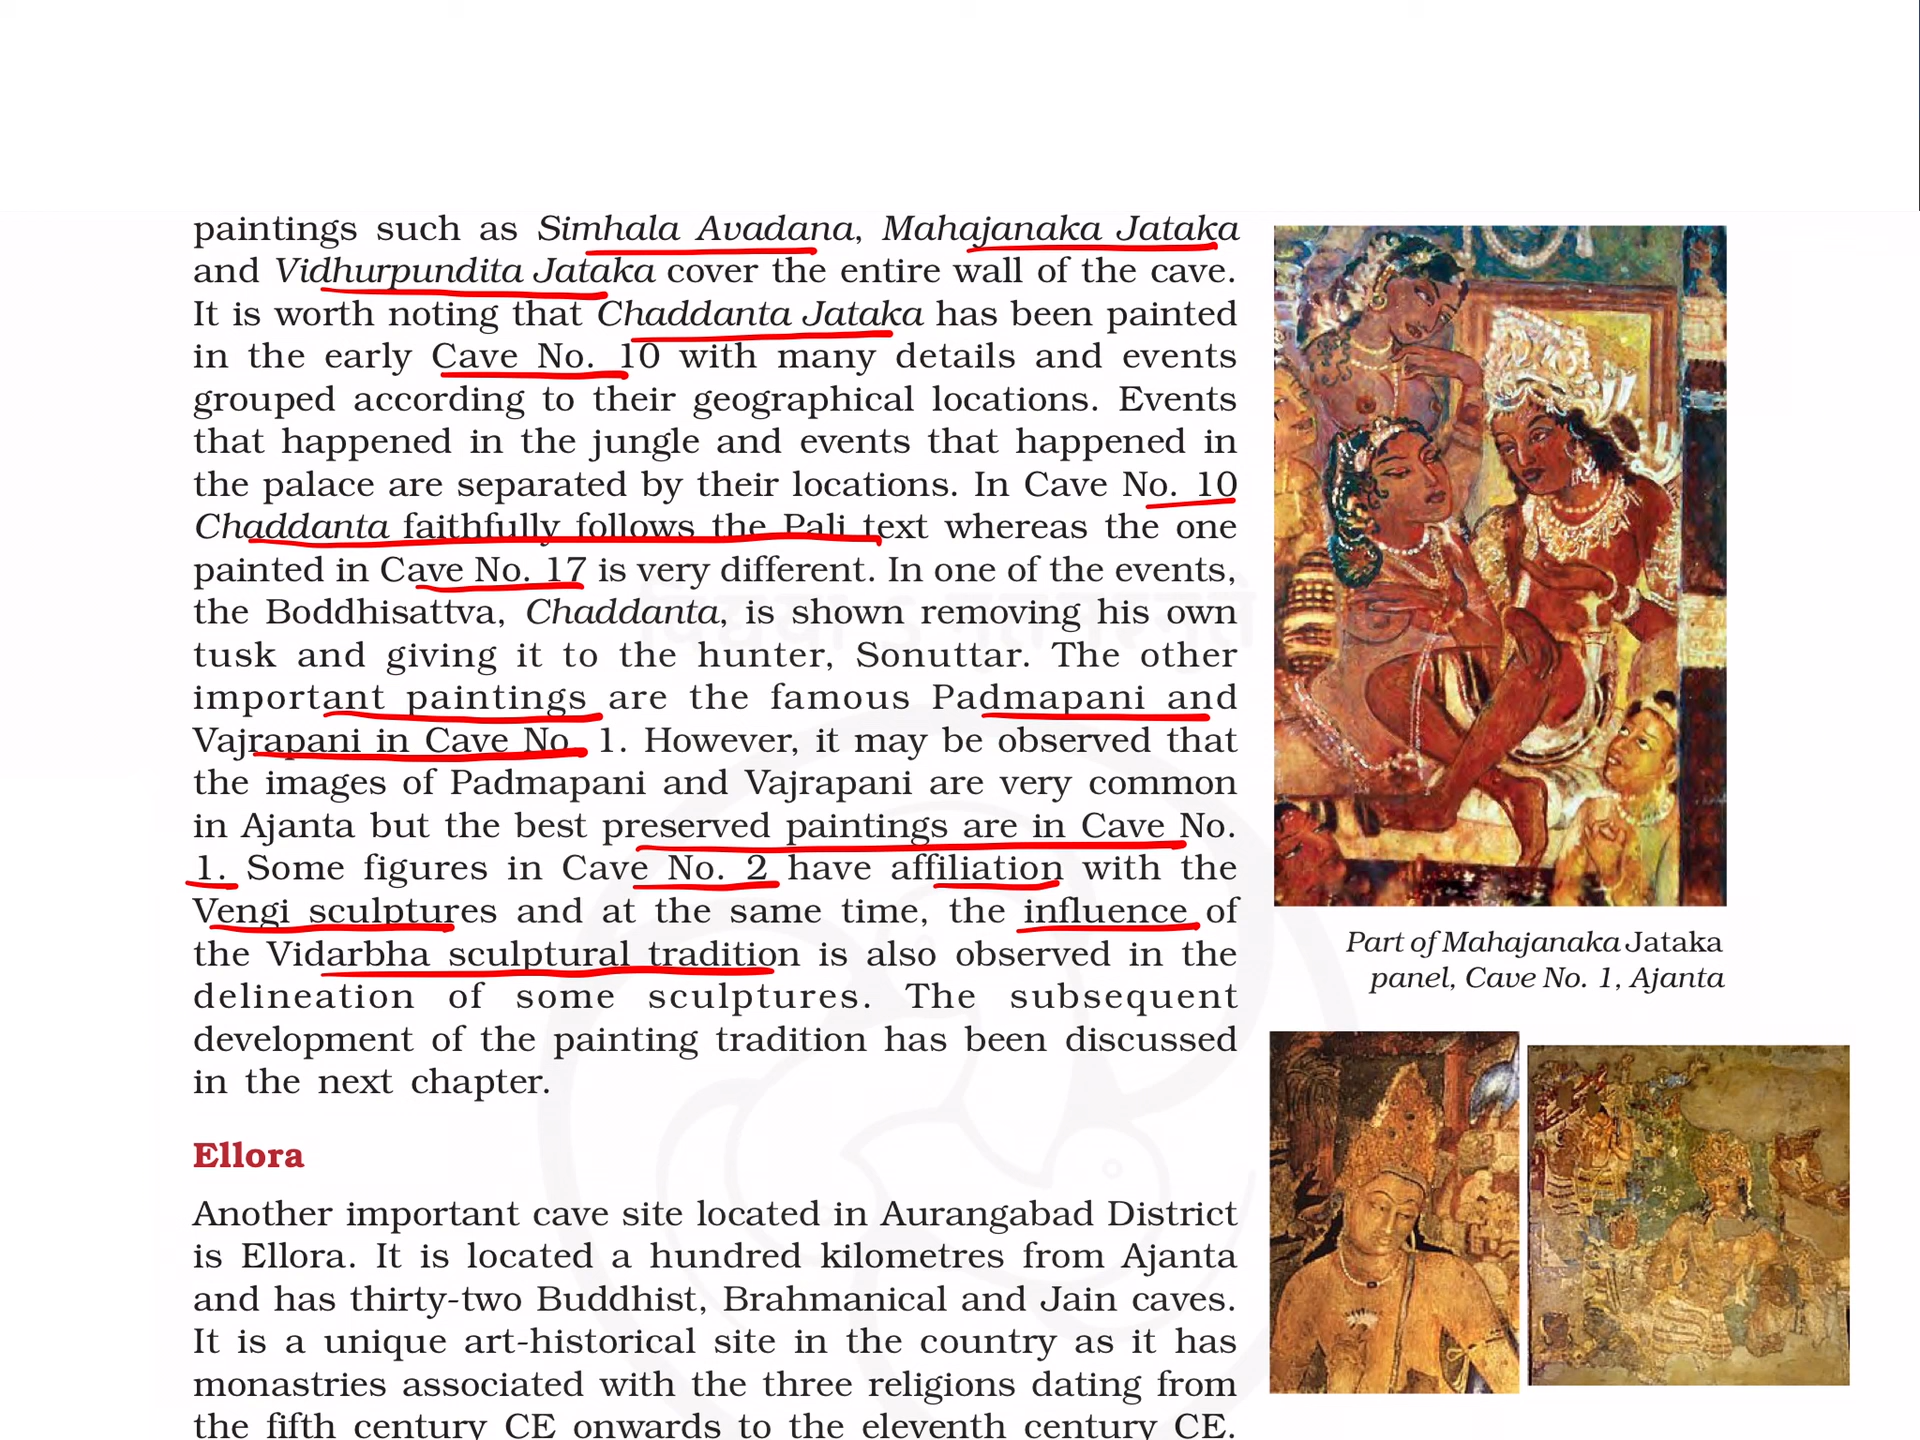 paintings such as Simhala Avadana, Mahajanaka Jataka
and Vidhurpundita Jataka cover the entire wall of the cave.
It is worth noting that Chaddanta Jataka has been painted
in the early Cave No. 10 with many details and events
grouped according to their geographical locations. Events
that happened in the jungle and events that happened in
the palace are separated by their locations. In Cave No. 10
Chaddanta faithfully follows the Pali text whereas the one
painted in Cave No. 17 is very different. In one of the events,
the Boddhisattva, Chaddanta, is shown removing his own
tusk and giving it to the hunter, Sonuttar. The other
important paintings are the famous Padmapani and
Vajrapani in Cave No. 1. However, it may be observed that
the images of Padmapani and Vajrapani are very common
in Ajanta but the best preserved paintings are in Cave No.
1. Some figures in Cave No. 2 have affiliation with the
Vengi sculptures and at the same time, the influence of
the Vidarbha sculptural tradition is also observed in the
delineation of some sculptures. The subsequent
development of the painting tradition has been discussed
in the next chapter.
Ellora
Another important cave site located in Aurangabad District
is Ellora. It is located a hundred kilometres from Ajanta
and has thirty-two Buddhist, Brahmanical and Jain caves.
It is a unique art-historical site in the country as it has
monastries associated with the three religions dating from
the fifth century CE onwards to the eleventh century CE.
Part of Mahajanaka Jataka
panel, Cave No. 1, Ajanta